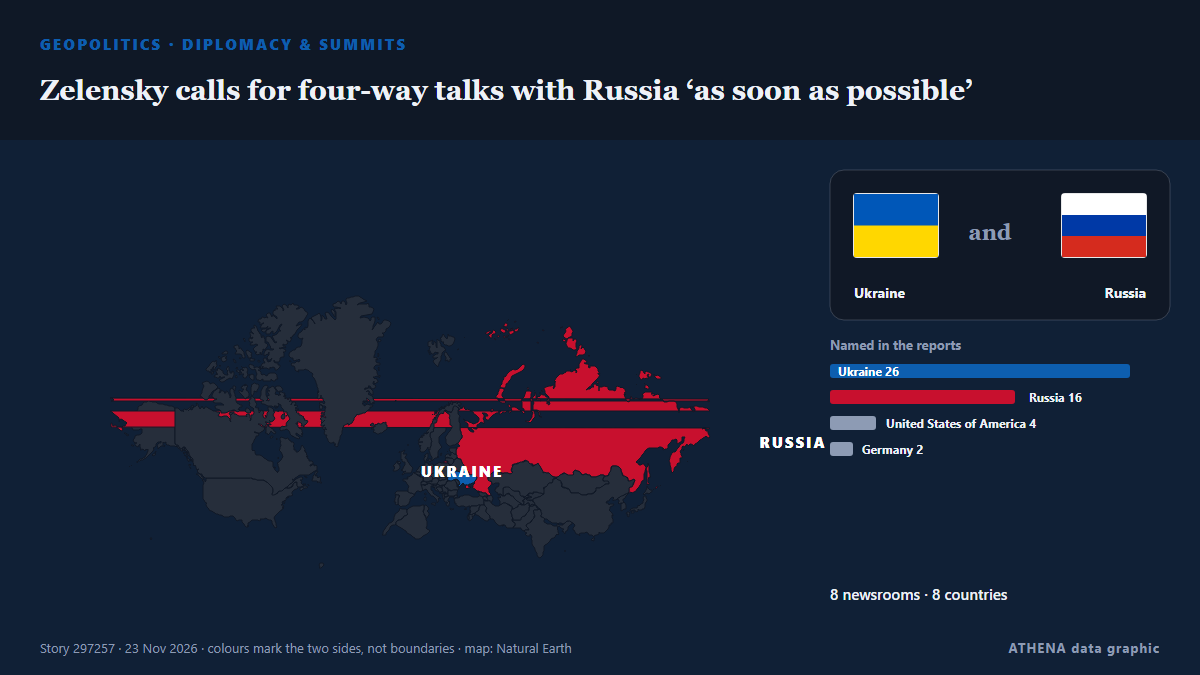 GEOPOLITICS · DIPLOMACY & SUMMITS
Zelensky calls for four-way talks with Russia ‘as soon as possible’
and
Ukraine
Russia
Named in the reports
Ukraine 26
Russia 16
United States of America 4
Germany 2
RUSSIA
UKRAINE
8 newsrooms · 8 countries
Story 297257 · 23 Nov 2026 · colours mark the two sides, not boundaries · map: Natural Earth
ATHENA data graphic